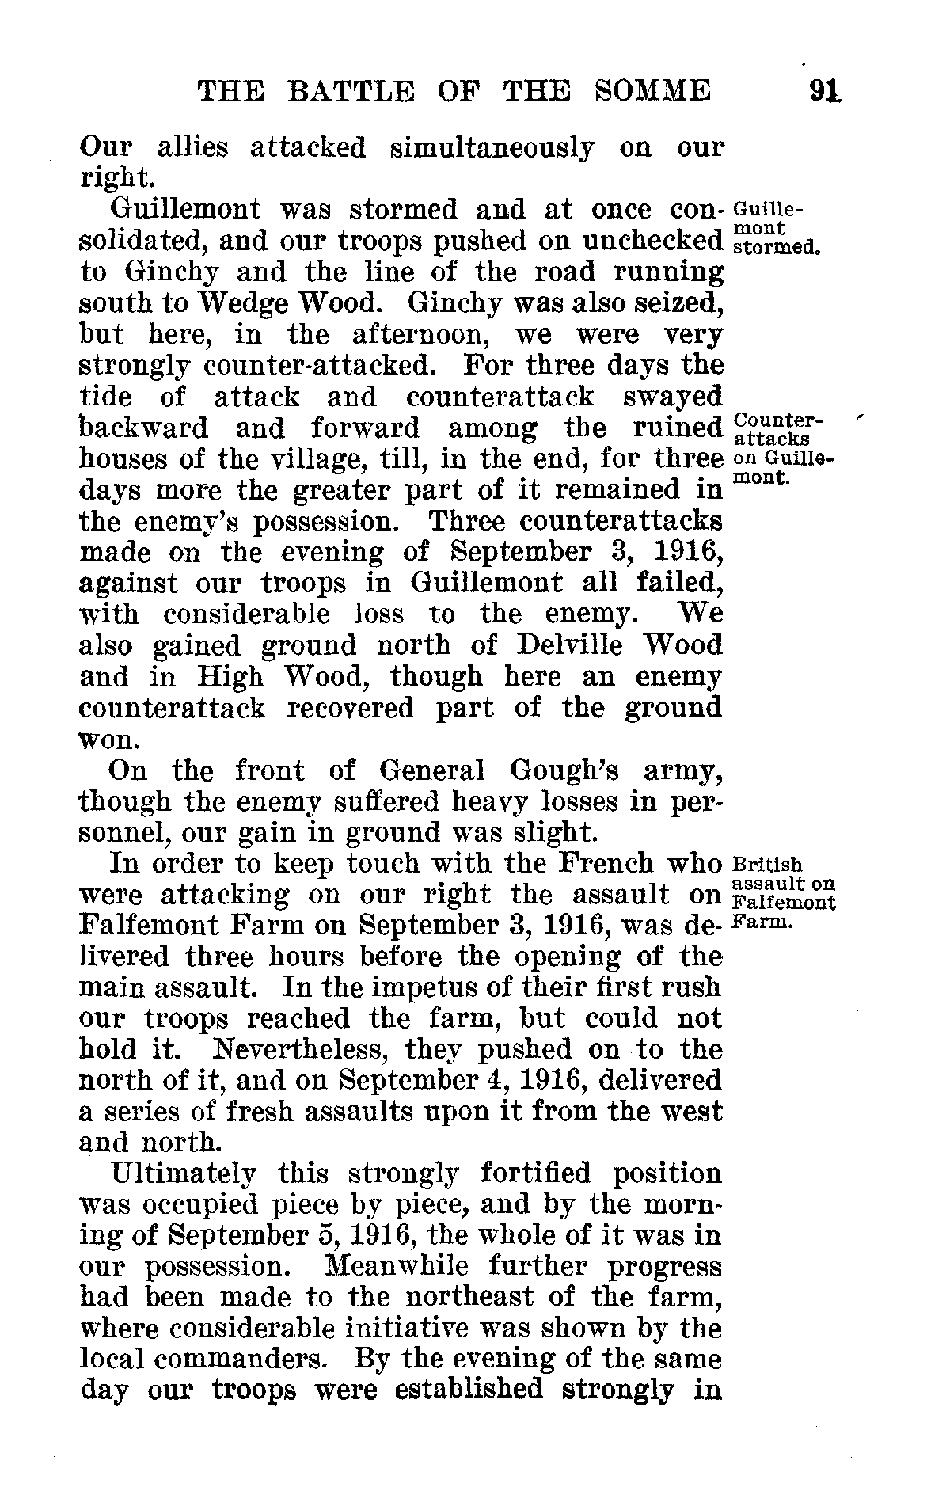 THE BATTLE OF THE SOMME 91
Our allies attacked simultaneously on our
right.
Guillemont was stormed and at once con-
solidated, and our troops pushed on unchecked
to Ginchy and the line of the road running
south to Wedge Wood. Ginchy was also seized,
but here, in the afternoon, we were very
strongly counter-attacked. For three days the
tide of attack and counterattack swayed
backward and forward among the ruined
houses of the village, till, in the end, for three
days more the greater part of it remained in
the enemy's possession. Three counterattacks
made on the evening of September 3, 1916,
against our troops in Guillemont all failed,
with considerable loss to the enemy. We
also gained ground north of Delville Wood
and in High Wood, though here an enemy
counterattack recovered part of the ground
won.
On the front of General Gough's army,
though the enemy suffered heavy losses in per-
sonnel, our gain in ground was slight.
In order to keep touch with the French who
were attacking on our right the assault on
Falfemont Farm on September 3, 1916, was de-
livered three hours before the opening of the
main assault. In the impetus of their first rush
our troops reached the farm, but could not
hold it. Nevertheless, they pushed on to the
north of it, and on September 4, 1916, delivered
a series of fresh assaults upon it from the west
and north.
Ultimately this strongly fortified position
was occupied piece by piece, and by the morn-
ing of September 5, 1916, the whole of it was in
our possession. Meanwhile further progress
had been made to the northeast of the farm,
where considerable initiative was shown by the
local commanders. By the evening of the same
day our troops were established strongly in
Guille-
mont
stormed.
Counter-
attacks
on Guille-
mont.
British
assault on
Falfemont
Farm.